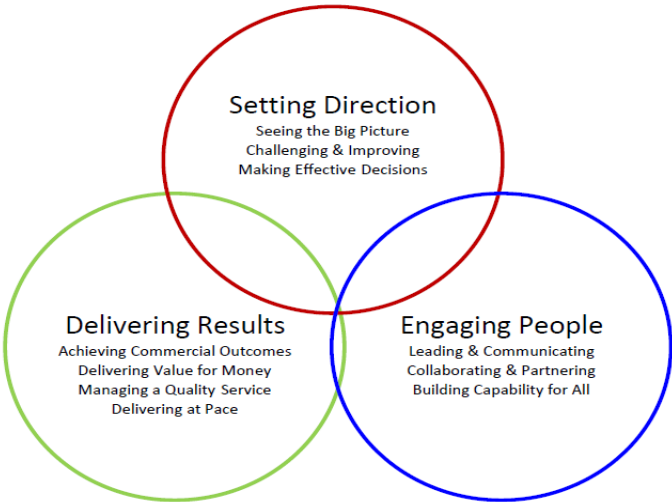 Setting Direction
Seeing the Big Picture
Challenging & Improving
Making Effective Decisions
Delivering Results
Achieving Commercial Outcomes
Delivering Value for Money
Managing a Quality Service
Delivering at Pace
Engaging People
Leading & Communicating
Collaborating & Partnering
Building Capability for All